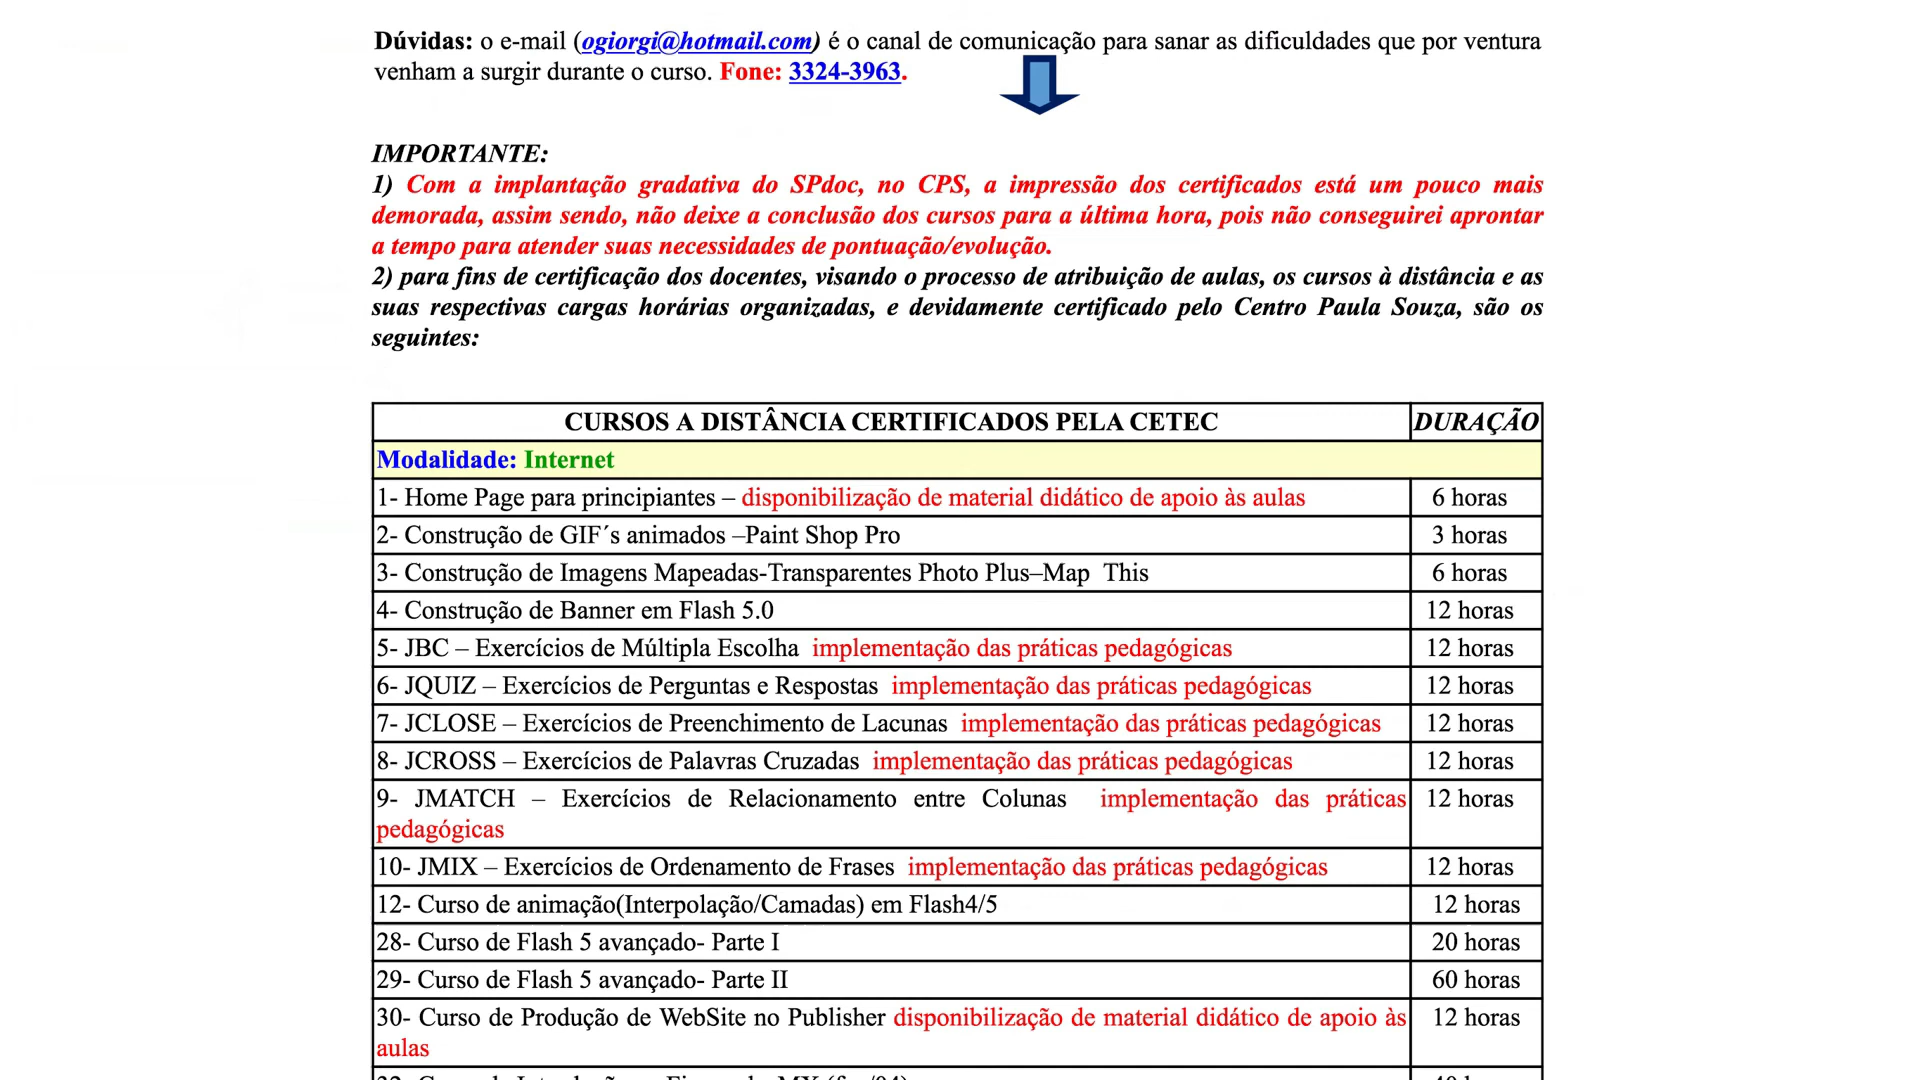 Dúvidas: o e-mail (ogiorgi@hotmail.com) é o canal de comunicação para sanar as dificuldades que por ventura
venham a surgir durante o curso. Fone: 3324-3963.
IMPORTANTE:
1) Com a implantação gradativa do SPdoc, no CPS, a impressão dos certificados está um pouco mais
demorada, assim sendo, não deixe a conclusão dos cursos para a última hora, pois não conseguirei aprontar
a tempo para atender suas necessidades de pontuação/evolução.
2) para fins de certificação dos docentes, visando o processo de atribuição de aulas, os cursos à distância e as
suas respectivas cargas horárias organizadas, e devidamente certificado pelo Centro Paula Souza, são os
seguintes:
CURSOS A DISTÂNCIA CERTIFICADOS PELA CETEC DURAÇÃO
Modalidade: Internet
1- Home Page para principiantes – disponibilização de material didático de apoio às aulas 6 horas
2- Construção de GIF´s animados –Paint Shop Pro 3 horas
3- Construção de Imagens Mapeadas-Transparentes Photo Plus–Map This 6 horas
4- Construção de Banner em Flash 5.0 12 horas
5- JBC – Exercícios de Múltipla Escolha implementação das práticas pedagógicas 12 horas
6- JQUIZ – Exercícios de Perguntas e Respostas implementação das práticas pedagógicas 12 horas
7- JCLOSE – Exercícios de Preenchimento de Lacunas implementação das práticas pedagógicas 12 horas
8- JCROSS – Exercícios de Palavras Cruzadas implementação das práticas pedagógicas 12 horas
9- JMATCH – Exercícios de Relacionamento entre Colunas implementação das práticas 12 horas
pedagógicas
10- JMIX – Exercícios de Ordenamento de Frases implementação das práticas pedagógicas 12 horas
12- Curso de animação(Interpolação/Camadas) em Flash4/5 12 horas
28- Curso de Flash 5 avançado- Parte I 20 horas
29- Curso de Flash 5 avançado- Parte II 60 horas
30- Curso de Produção de WebSite no Publisher disponibilização de material didático de apoio às 12 horas
aulas